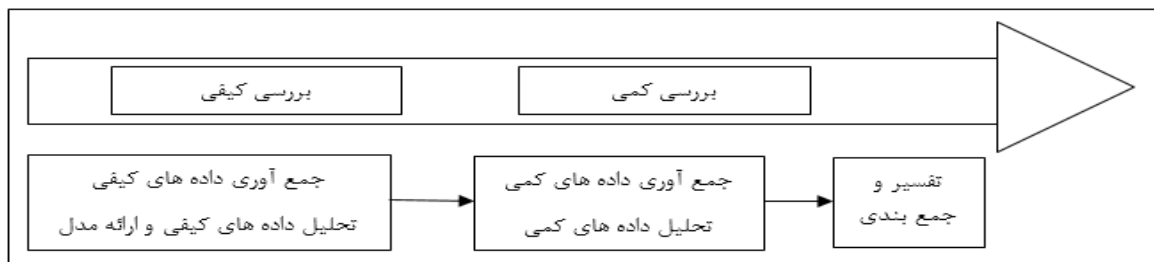 بررسی کیفی
بررسی کمی
جمع آوری داده های کیفی
تحلیل داده های کیفی و ارائه مدل
جمع آوری داده های کمی
تحلیل داده های کمی
تفسیر و
جمع بندی